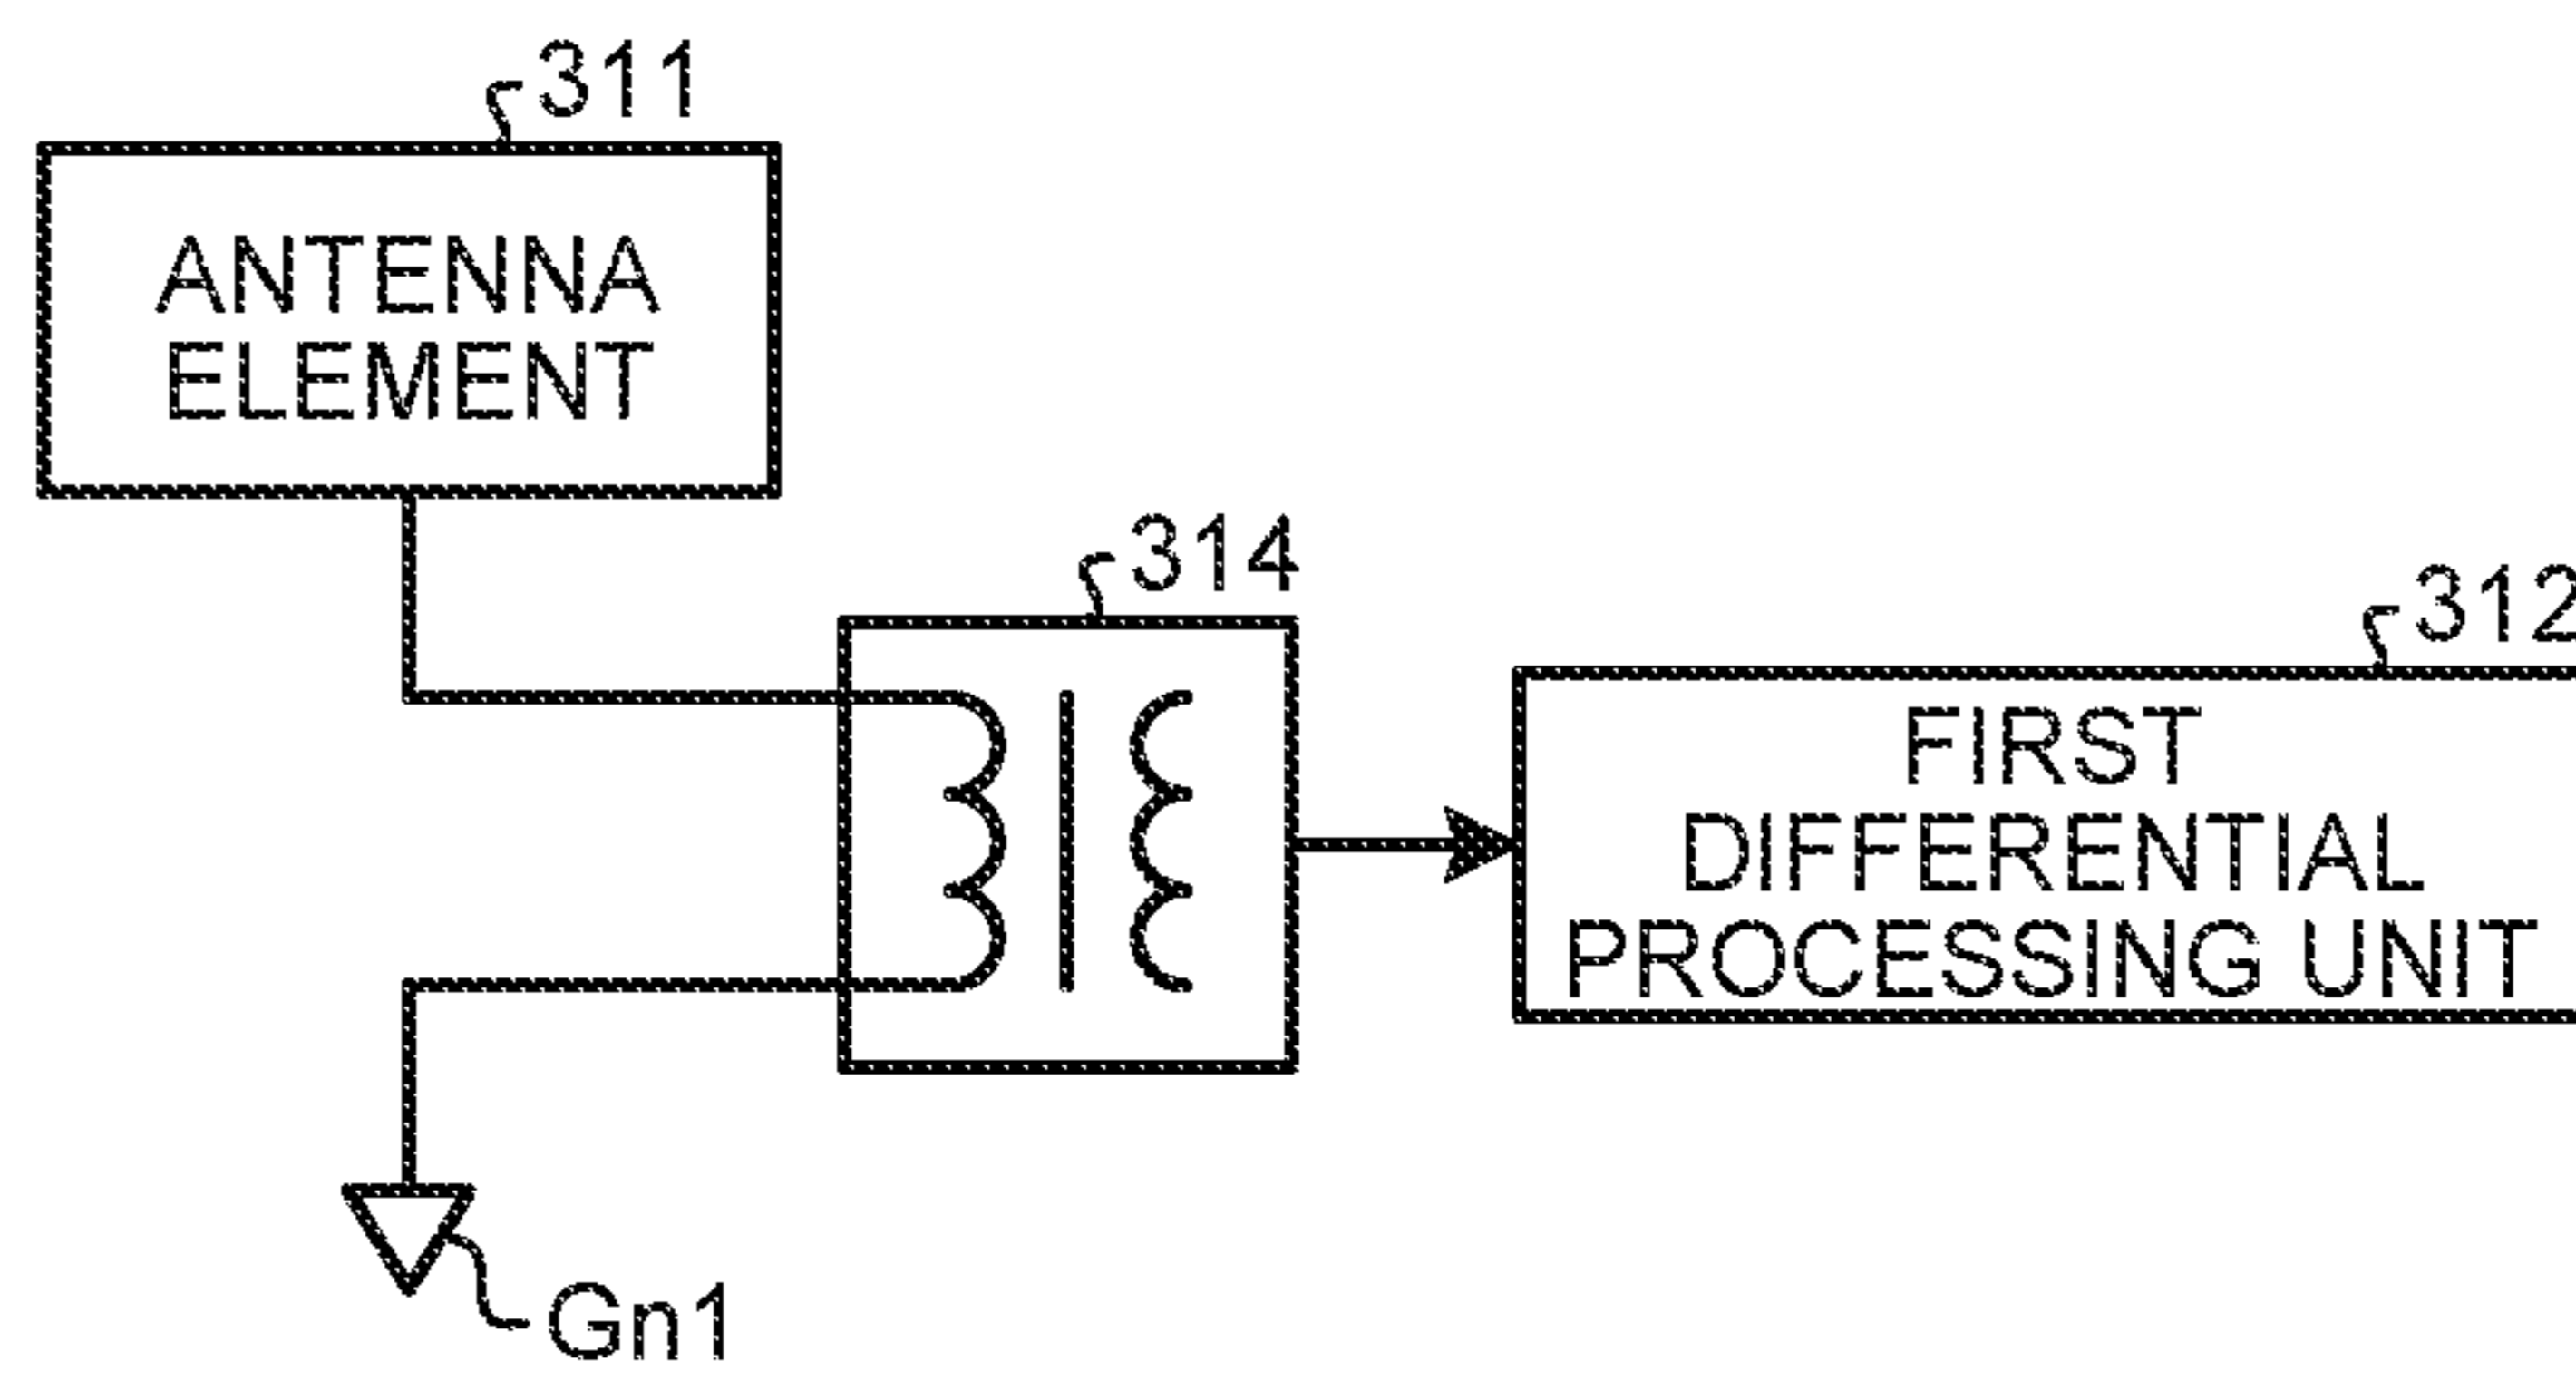 311
ANTENNA
ELEMENT
314
312
FIRST
DIFFERENTIAL
PROCESSING UNIT
Gn1